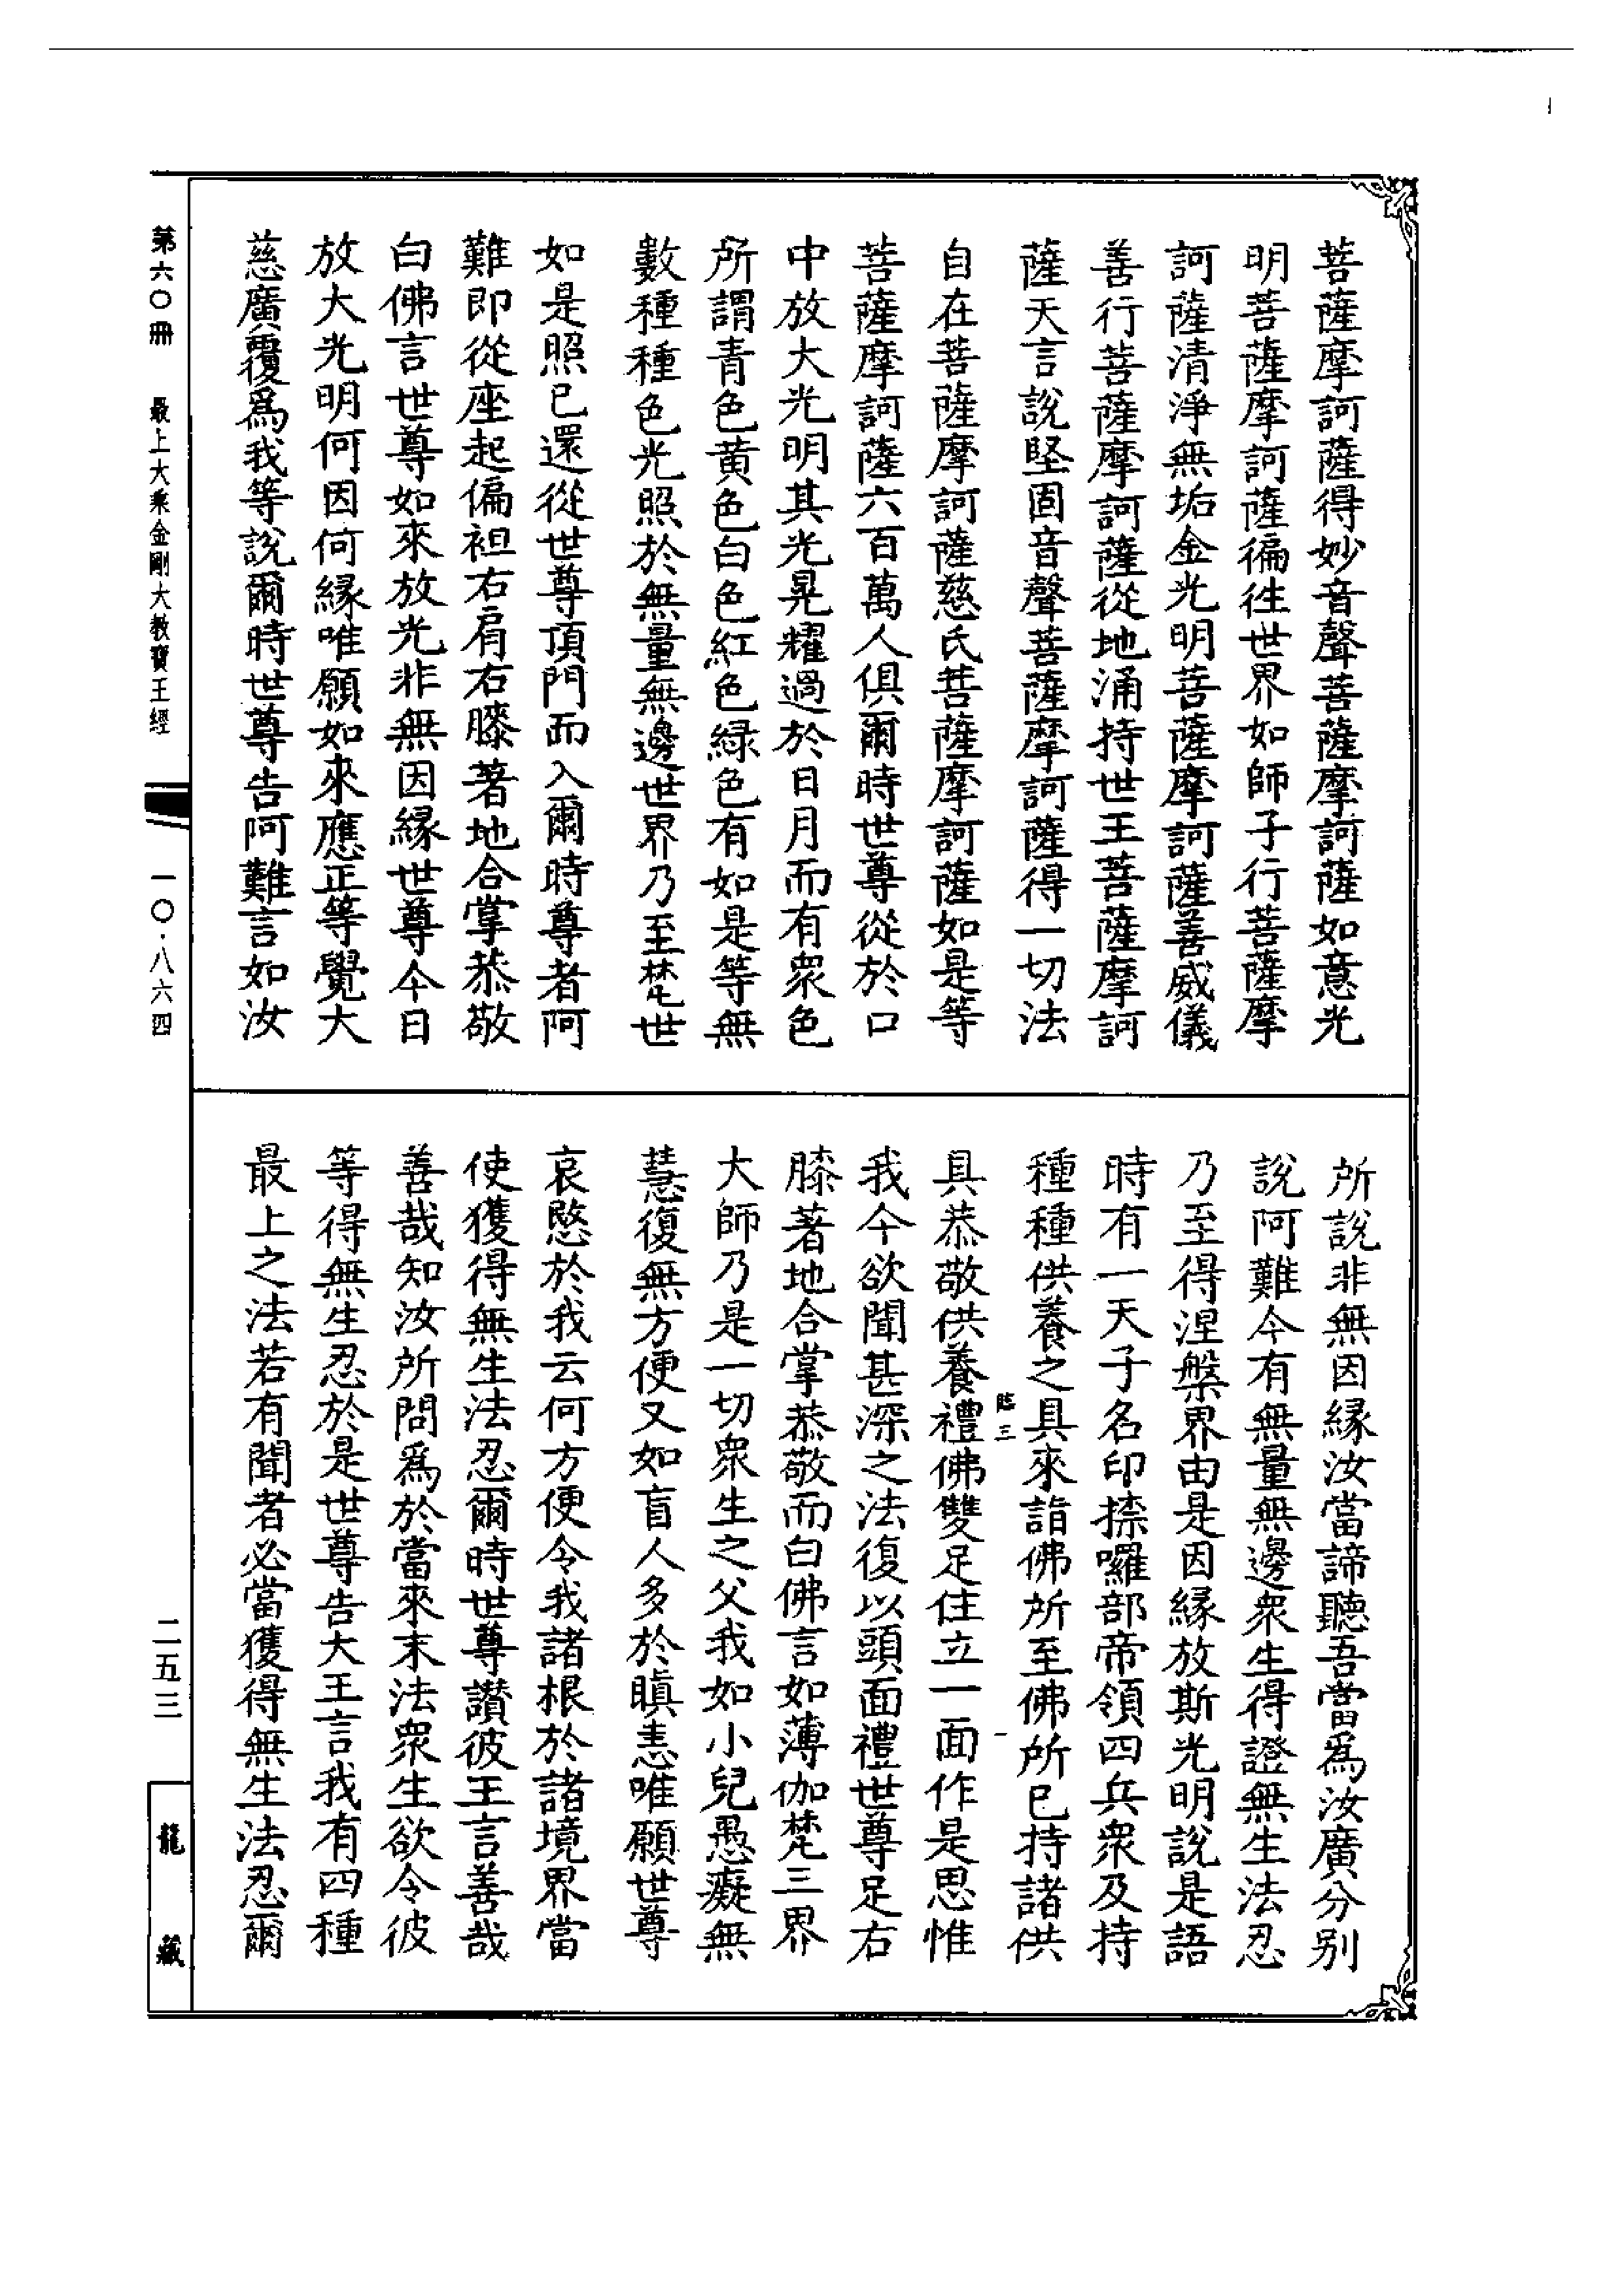 菩薩摩訶薩得妙音聲菩薩摩訶薩如意光
明菩薩摩訶薩徧徃世界如師子行菩薩摩
訶薩清淨無垢金光明菩薩摩訶薩善威儀
善行菩薩摩訶薩從地涌持世王菩薩摩訶
薩天言說堅固音聲菩薩摩訶薩得一切法
自在菩薩摩訶薩慈氏菩薩摩訶薩如是等
菩薩摩訶薩六百萬人俱爾時世尊從於口
中放大光明其光晃耀過於日月而有衆色
所謂青色黄色白色紅色綠色有如是等無
數種種色光照於無量無邊世界乃至梵世
如是照已還從世尊頂門而入爾時尊者阿
難即從座起偏袒右肩右膝著地合掌恭敬
白佛言世尊如來放光非無因縁世尊今日
放大光明何因何縁唯願如來應正等覺大
慈廣覆爲我等說爾時世尊告阿難言如汝
所說非無因縁汝當諦聽吾當爲汝廣分别
說阿難今有無量無邊衆生得證無生法忍
乃至得涅槃界由是因縁放斯光明說是語
時有一天子名印捺囉部帝領四兵衆及持
種種供養之具來詣佛所至佛所已持諸供
具恭敬供養禮佛雙足住立一面作是思惟
我今欲聞甚深之法復以頭面禮世尊足右
膝著地合掌恭敬而白佛言如薄伽梵三界
大師乃是一切衆生之父我如小兒愚癡無
慧復無方便又如盲人多於瞋恚唯願世尊
哀愍於我云何方便令我諸根於諸境界當
使獲得無生法忍爾時世尊讃彼王言善哉
善哉知汝所問爲於當來末法衆生欲令彼
等得無生忍於是世尊告大王言我有四種
最上之法若有聞者必當獲得無生法忍爾
第六〇冊 最上大乘金剛大教寶王經
一〇·八六四
二五三
龍藏